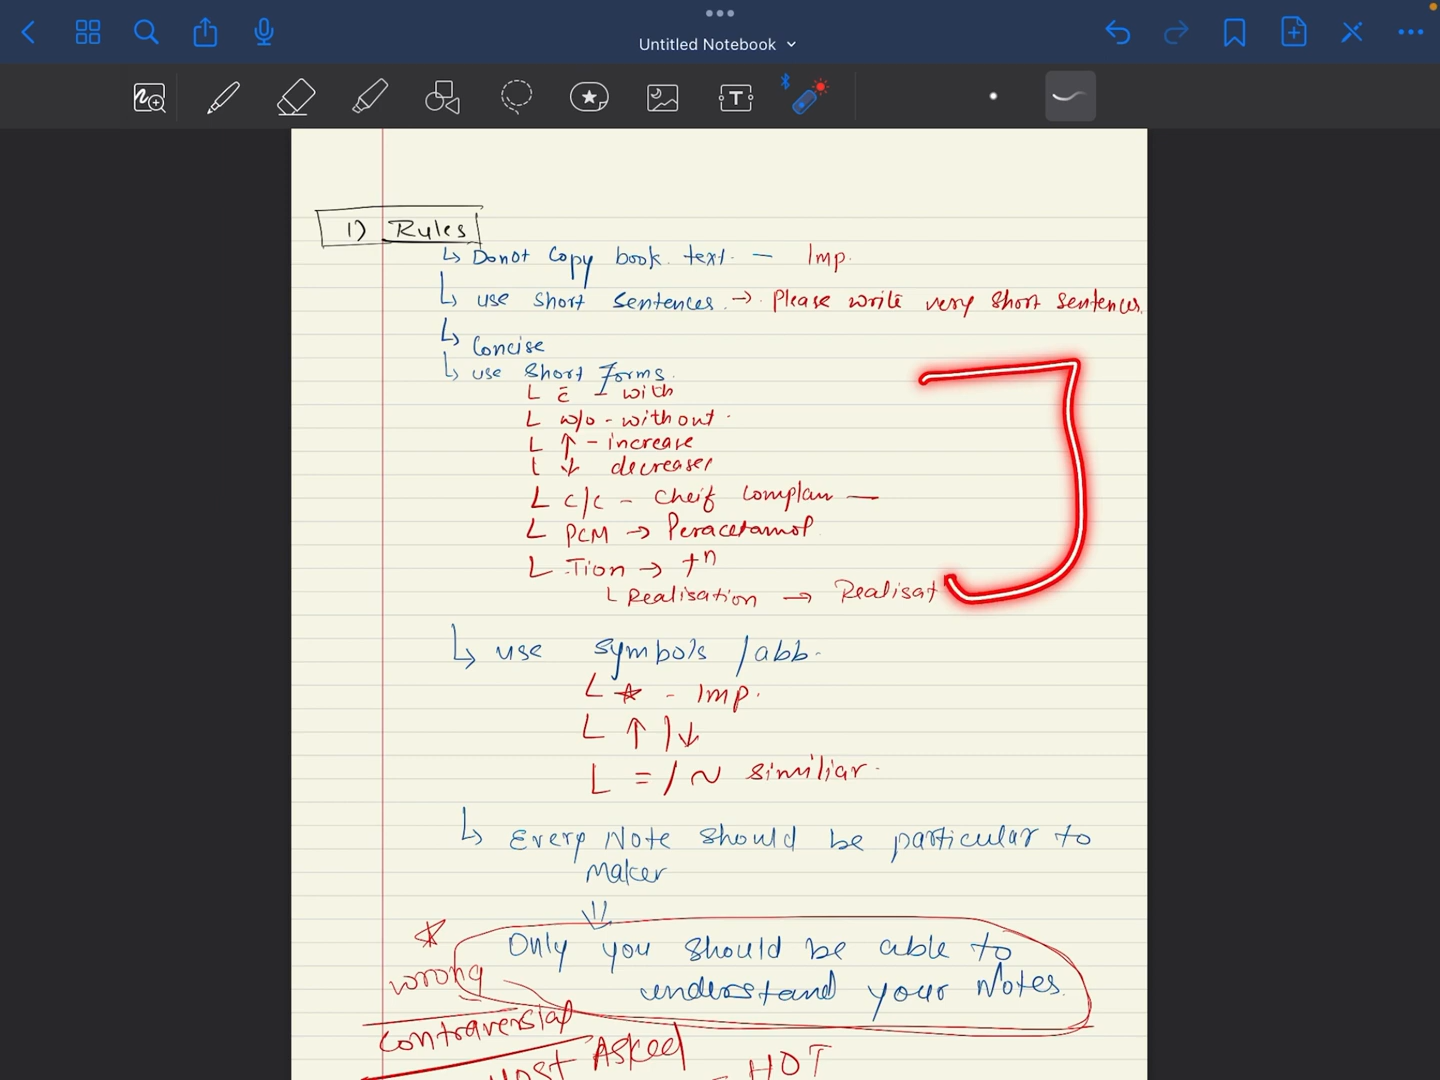 Untitled Notebook
1) Rules
Donot Copy book text. — Imp.
use short sentences. → Please write very short sentences.
Concise
use short forms.
c̄ - with
w/o - without.
↑ - increase
↓ decreases
c/c - Cheif Complain —
PCM → Peracetamol
Tion → tⁿ
Realisation → Realisat
use symbols /abb.
★ - Imp.
↑ / ↓
= / ~ similiar.
Every Note should be particular to
maker
Only you should be able to
understand your Notes.
wrong
Contraversial
Most Asked
- HOT